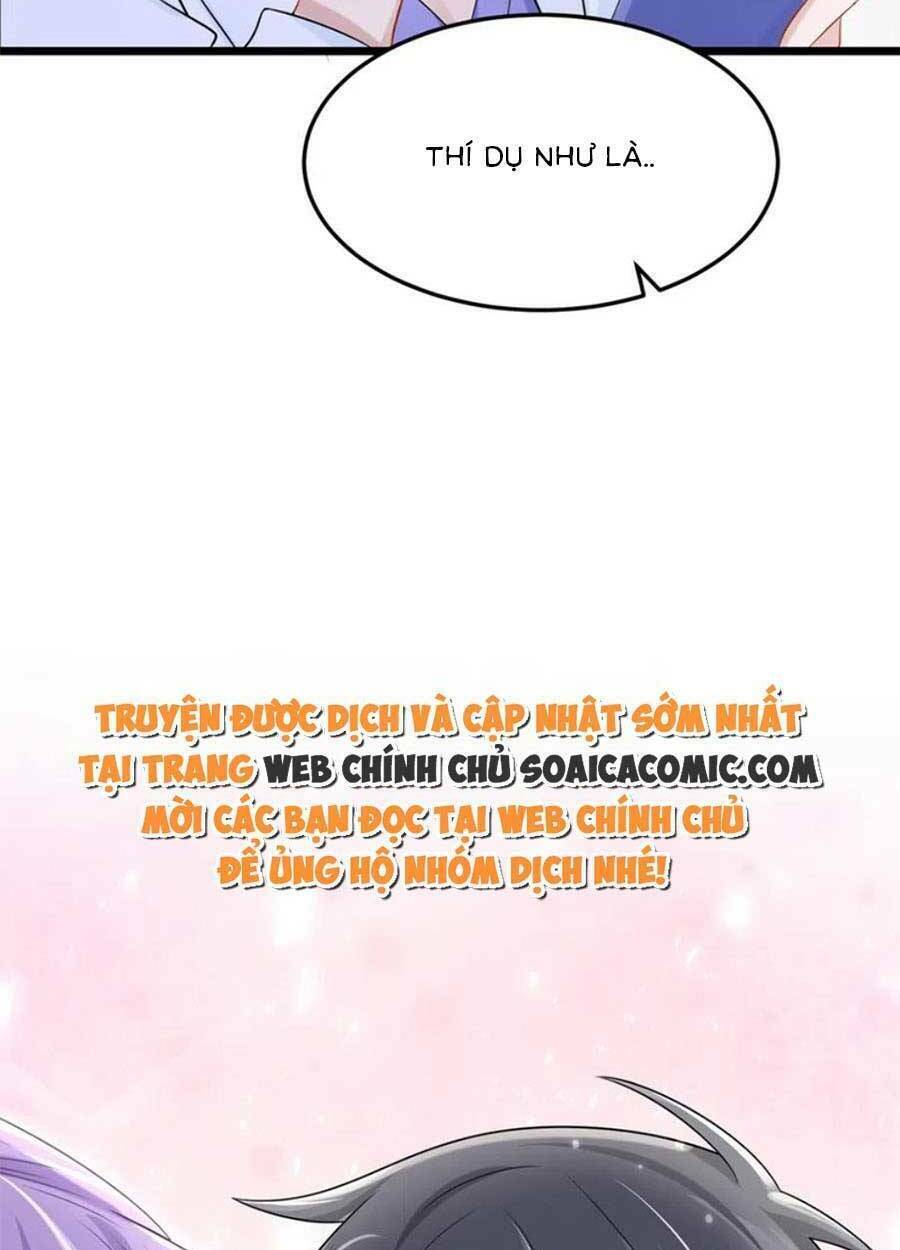 THÍ DỤ NHƯ LÀ..
TRUYỆN ĐƯỢC DỊCH VÀ CẬP NHẬT SỚM NHẤT
TẠI TRANG WEB CHÍNH CHỦ SOAICACOMIC.COM
MỜI CÁC BẠN ĐỌC TẠI WEB CHÍNH CHỦ
ĐỂ ỦNG HỘ NHÓM DỊCH NHÉ!